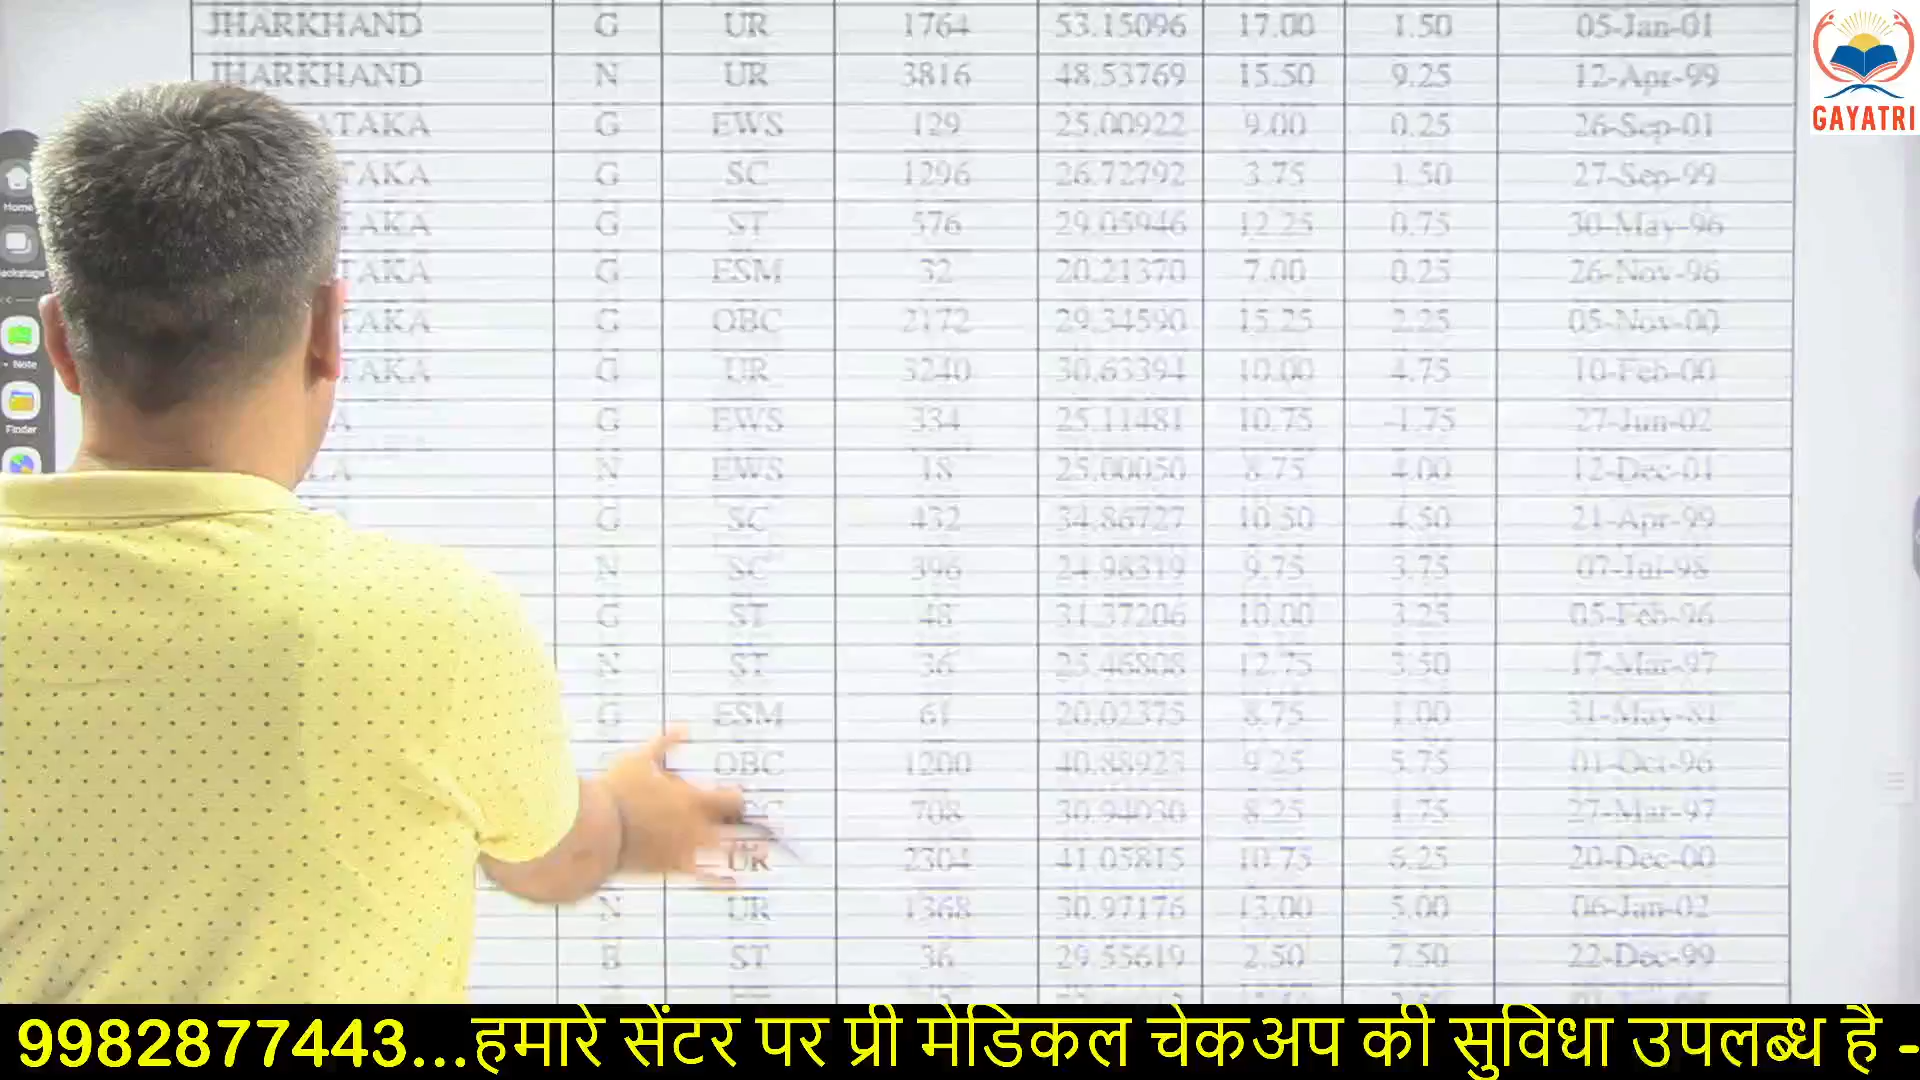 JHARKHAND G UR 1764 53.15096 17.00 1.50 05-Jan-01
GAYATRI
JHARKHAND N UR 3816 48.53769 15.50 9.25 12-Apr-99
ATAKA G EWS 129 25.00922 9.00 0.25 26-Sep-01
TAKA G SC 1296 26.72792 3.75 1.50 27-Sep-99
Home
TAKA G ST 576 29.05946 12.25 0.75 30-May-96
TAKA G ESM 32 20.21370 7.00 0.25 26-Nov-96
TAKA G OBC 2172 29.34590 15.25 2.25 05-Nov-00
Note
TAKA G UR 3240 30.63394 10.00 4.75 10-Feb-00
A G EWS 334 25.11481 10.75 -1.75 27-Jun-02
Finder
LA N EWS 18 25.00050 8.75 4.00 12-Dec-01
G SC 432 34.86727 10.50 4.50 21-Apr-99
N SC 396 24.98319 9.75 3.75 07-Jul-98
G ST 48 31.37206 10.00 3.25 05-Feb-96
N ST 36 25.46808 12.75 3.50 17-Mar-97
G ESM 61 20.02375 8.75 1.00 31-May-81
OBC 1200 40.88923 9.25 5.75 01-Oct-96
708 30.94030 8.25 1.75 27-Mar-97
UR 2304 41.05815 10.75 6.25 20-Dec-00
N UR 1368 30.97176 13.00 5.00 06-Jan-02
B ST 36 29.55619 2.50 7.50 22-Dec-99
9982877443...हमारे सेंटर पर प्री मेडिकल चेकअप की सुविधा उपलब्ध है -